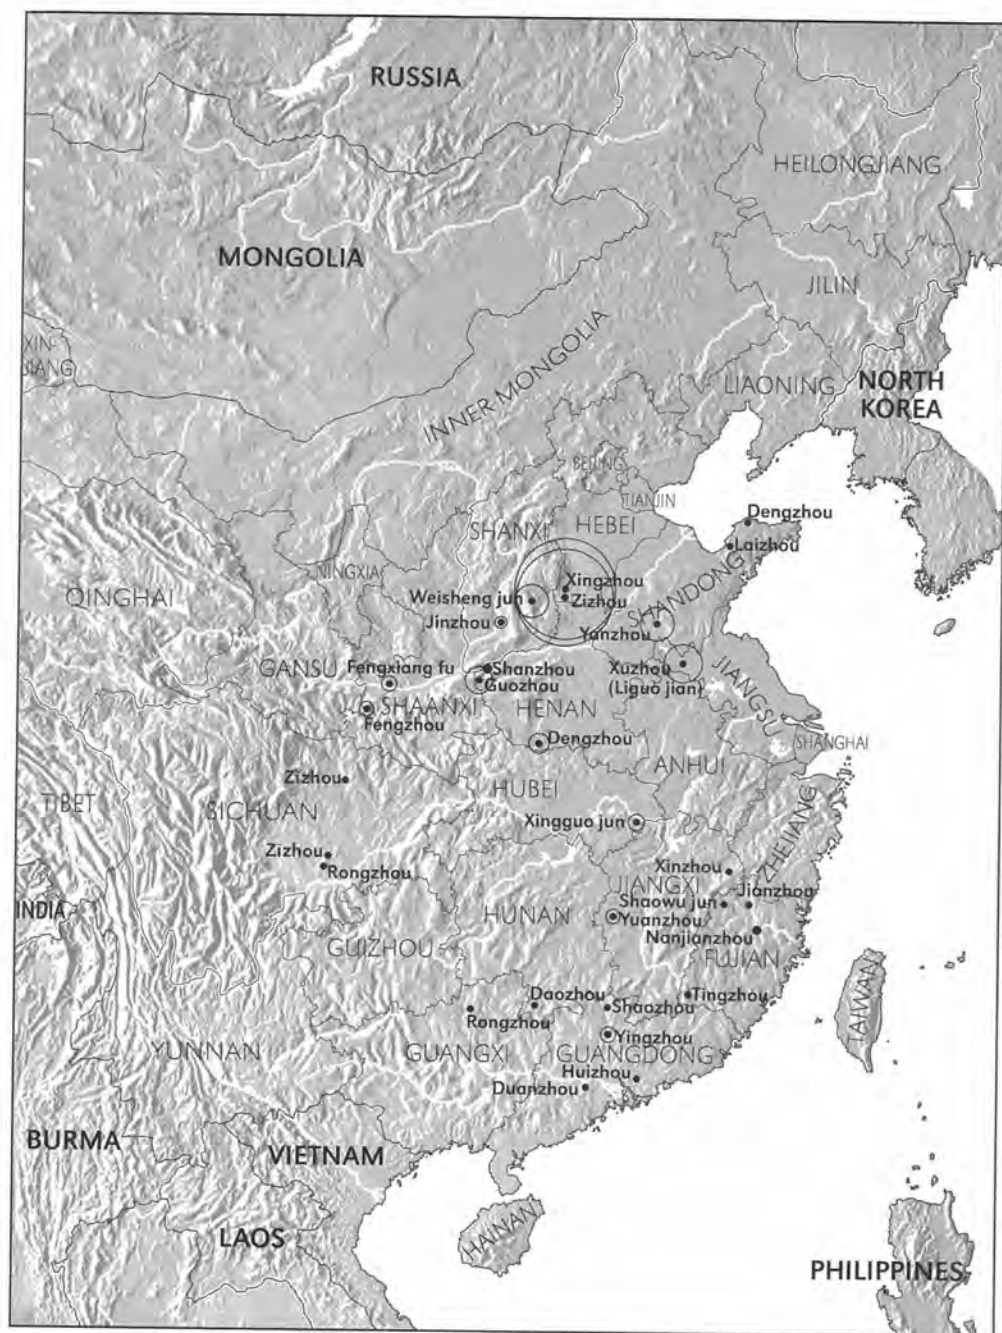 RUSSIA
HEILONGJIANG
MONGOLIA
JILIN
INNER MONGOLIA
XIN-
JIANG
LIAONING
NORTH
KOREA
BEIJING
TIANJIN
HEBEI
SHANXI
Dengzhou
Laizhou
NINGXIA
SHANDONG
QINGHAI
Xingzhou
Weisheng jun
Zizhou
Jinzhou
Yanzhou
GANSU
Fengxiang fu
Shanzhou
Guozhou
Xuzhou
(Liguo jian)
JIANGSU
SHAANXI
HENAN
Fengzhou
Dengzhou
SHANGHAI
ANHUI
Zizhou
HUBEI
TIBET
SICHUAN
Xingguo jun
ZHEJIANG
Zizhou
Rongzhou
Xinzhou
JIANGXI
Jianzhou
Shaowu jun
INDIA
HUNAN
Yuanzhou
Nanjianzhou
GUIZHOU
FUJIAN
Daozhou
Shaozhou
Tingzhou
TAIWAN
Rongzhou
Yingzhou
YUNNAN
GUANGXI
GUANGDONG
Huizhou
Duanzhou
BURMA
VIETNAM
HAINAN
LAOS
PHILIPPINES